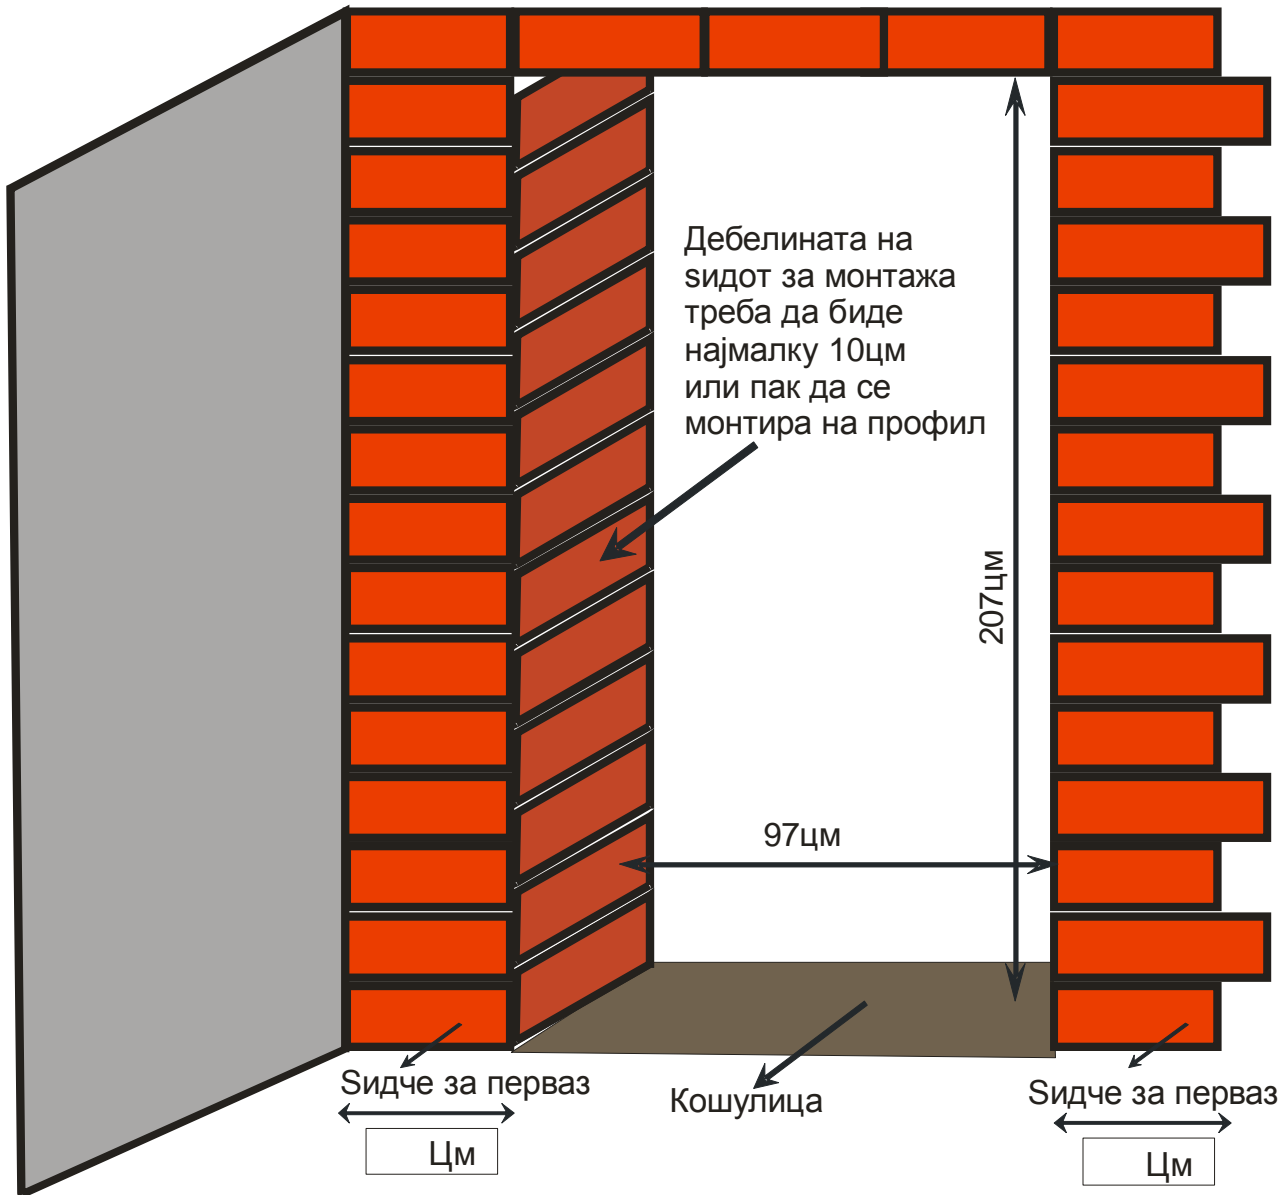 Дебелината на
ѕидот за монтажа
треба да биде
најмалку 10цм
или пак да се
монтира на профил
207цм
97цм
Ѕидче за перваз
Кошулица
Ѕидче за перваз
Цм
Цм